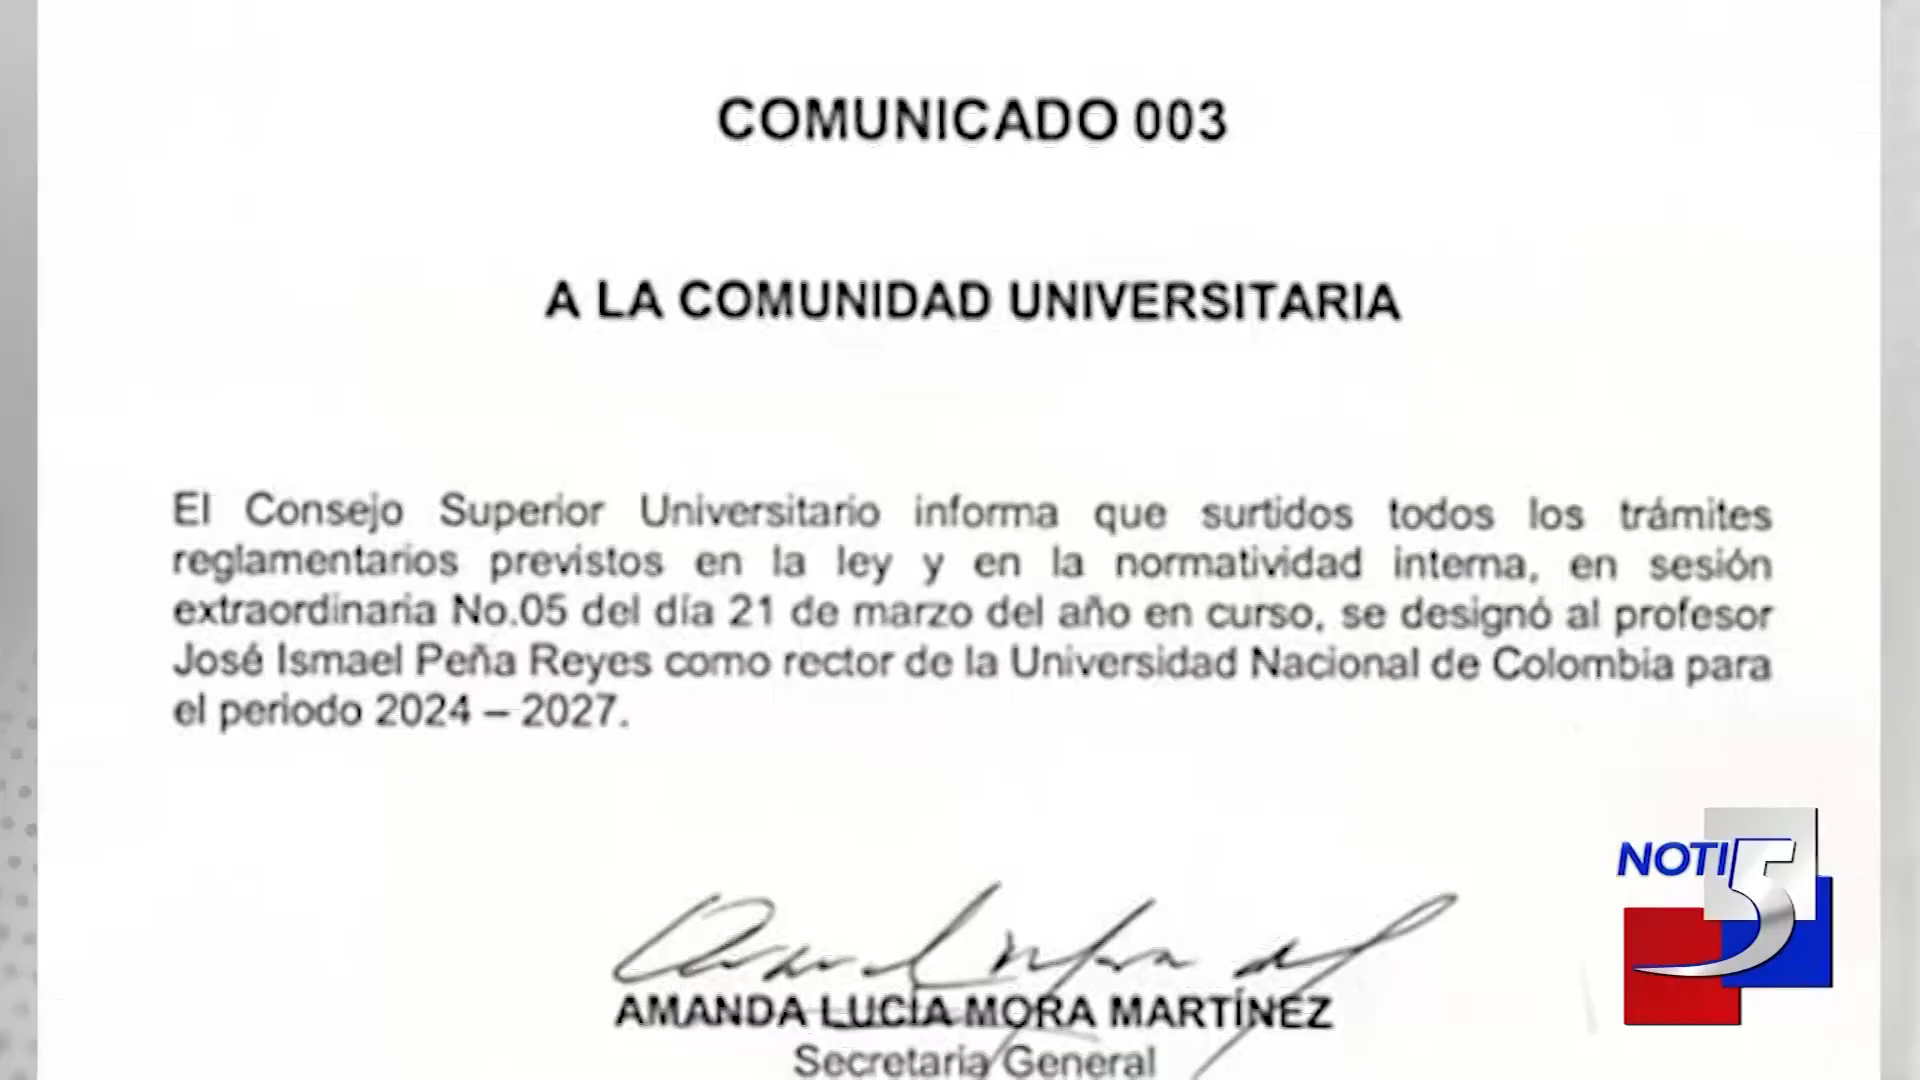 COMUNICADO 003
A LA COMUNIDAD UNIVERSITARIA
El Consejo Superior Universitario informa que surtidos todos los trámites
reglamentarios previstos en la ley y en la normatividad interna, en sesión
extraordinaria No.05 del día 21 de marzo del año en curso, se designó al profesor
José Ismael Peña Reyes como rector de la Universidad Nacional de Colombia para
el periodo 2024 – 2027.
AMANDA LUCÍA MORA MARTÍNEZ
Secretaria General
NOTI5